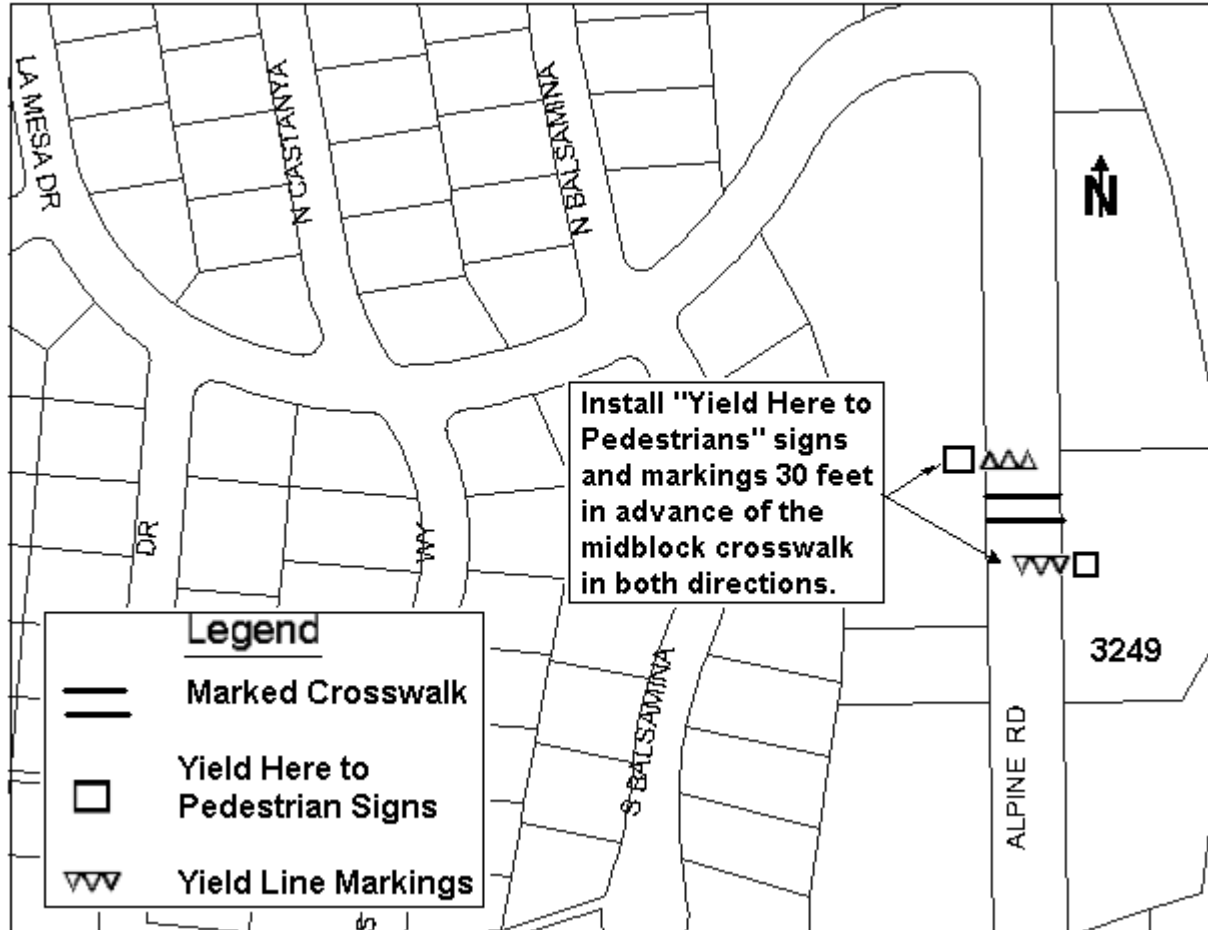 LA MESA DR
N CASTANYA
N BALSAMINA
N
Install "Yield Here to
Pedestrians" signs
and markings 30 feet
in advance of the
midblock crosswalk
in both directions.
DR
WY
Legend
Marked Crosswalk
Yield Here to
Pedestrian Signs
Yield Line Markings
S BALSAMINA
3249
ALPINE RD
S